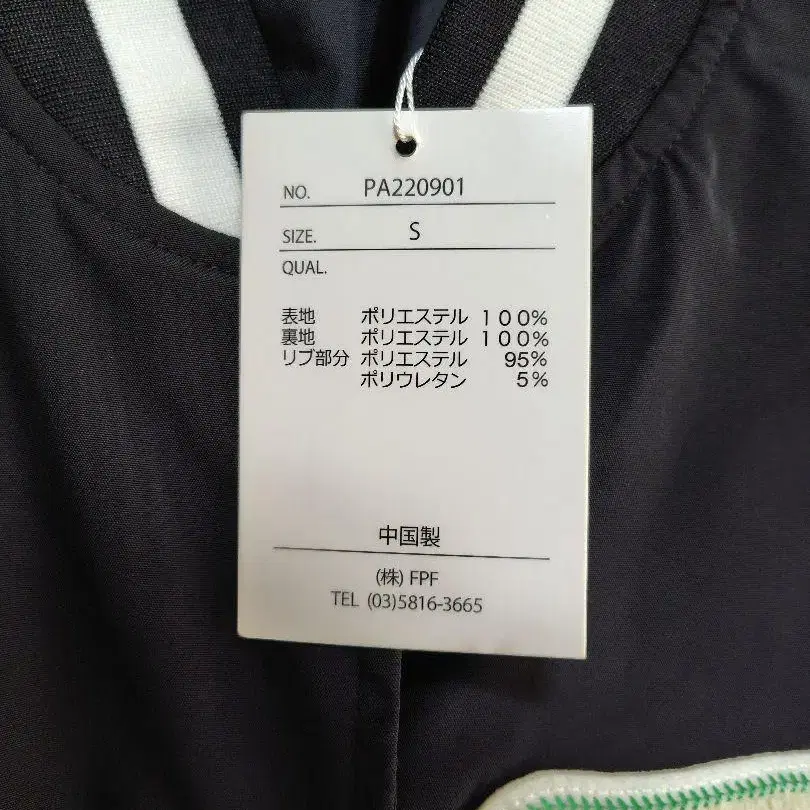 NO. PA220901
SIZE. S
QUAL.
表地 ポリエステル 100%
裏地 ポリエステル 100%
リブ部分 ポリエステル 95%
ポリウレタン 5%
中国製
(株) FPF
TEL (03)5816-3665